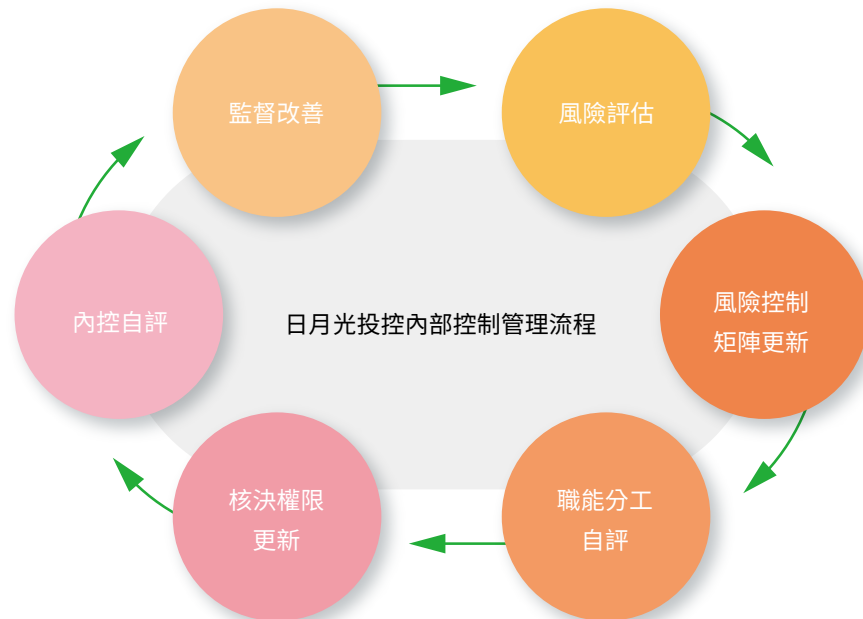 監督改善
風險評估
內控自評
日月光投控內部控制管理流程
風險控制
矩陣更新
核決權限
更新
職能分工
自評